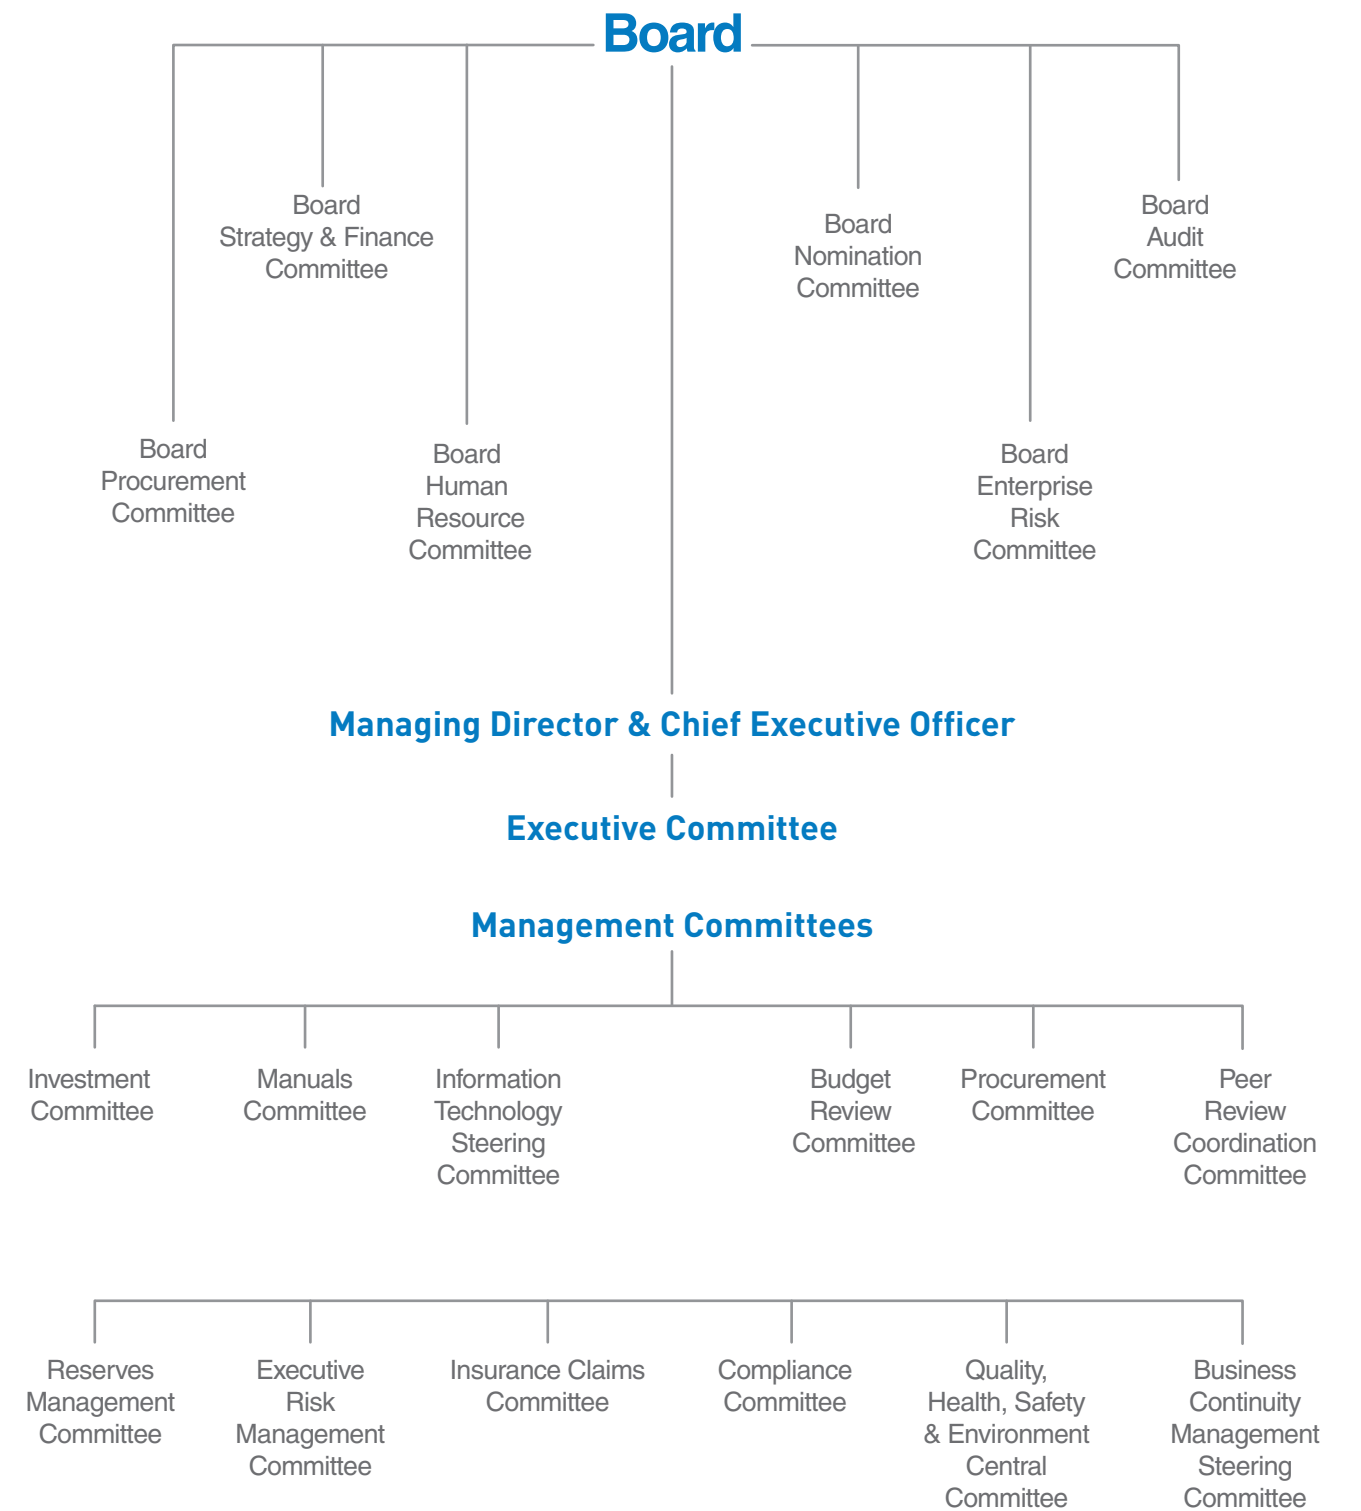 Board
Board
Strategy & Finance
Committee
Board
Nomination
Committee
Board
Audit
Committee
Board
Procurement
Committee
Board
Human
Resource
Committee
Board
Enterprise
Risk
Committee
Managing Director & Chief Executive Officer
Executive Committee
Management Committees
Investment
Committee
Manuals
Committee
Information
Technology
Steering
Committee
Budget
Review
Committee
Procurement
Committee
Peer
Review
Coordination
Committee
Reserves
Management
Committee
Executive
Risk
Management
Committee
Insurance Claims
Committee
Compliance
Committee
Quality,
Health, Safety
& Environment
Central
Committee
Business
Continuity
Management
Steering
Committee